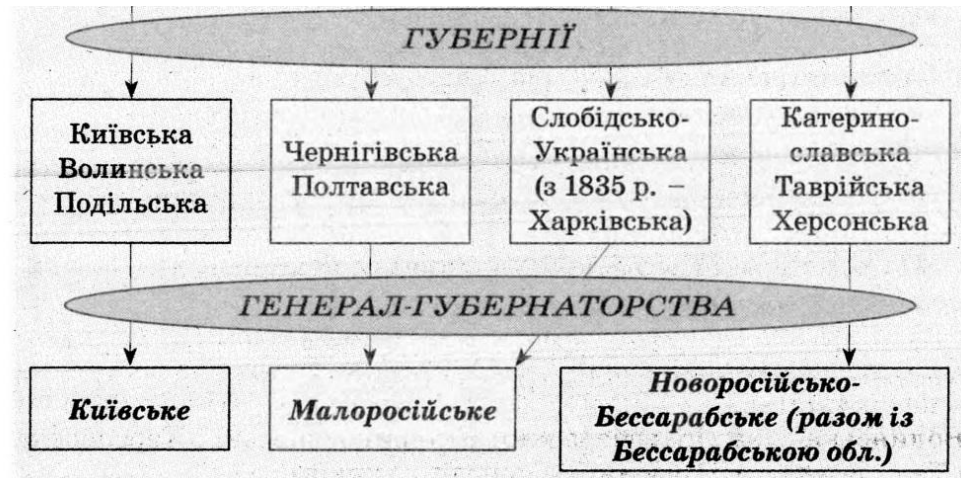 ГУБЕРНІЇ
Київська
Волинська
Подільська
Чернігівська
Полтавська
Слобідсько-
Українська
(з 1835 р. –
Харківська)
Катерино-
славська
Таврійська
Херсонська
ГЕНЕРАЛ-ГУБЕРНАТОРСТВА
Київське
Малоросійське
Новоросійсько-
Бессарабське (разом із
Бессарабською обл.)